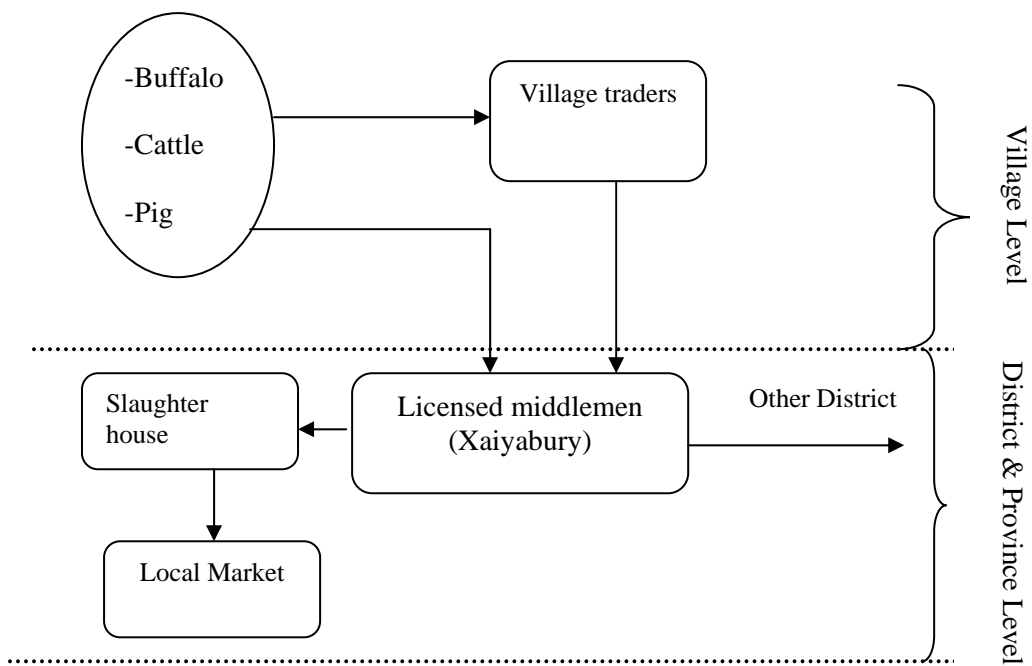 -Buffalo
-Cattle
-Pig
Village traders
Village Level
Slaughter
house
Licensed middlemen
(Xaiyabury)
Other District
Local Market
District & Province Level